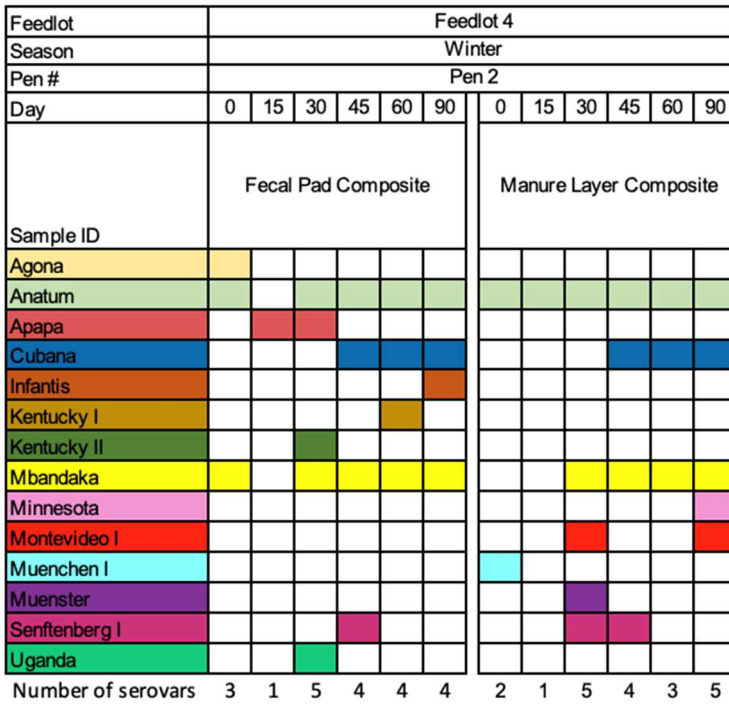 Feedlot Feedlot 4
Season Winter
Pen # Pen 2
Day 0 15 30 45 60 90 0 15 30 45 60 90
Sample ID Fecal Pad Composite Manure Layer Composite
Agona
Anatum
Apapa
Cubana
Infantis
Kentucky I
Kentucky II
Mbandaka
Minnesota
Montevideo I
Muenchen I
Muenster
Senftenberg I
Uganda
Number of serovars 3 1 5 4 4 4 2 1 5 4 3 5